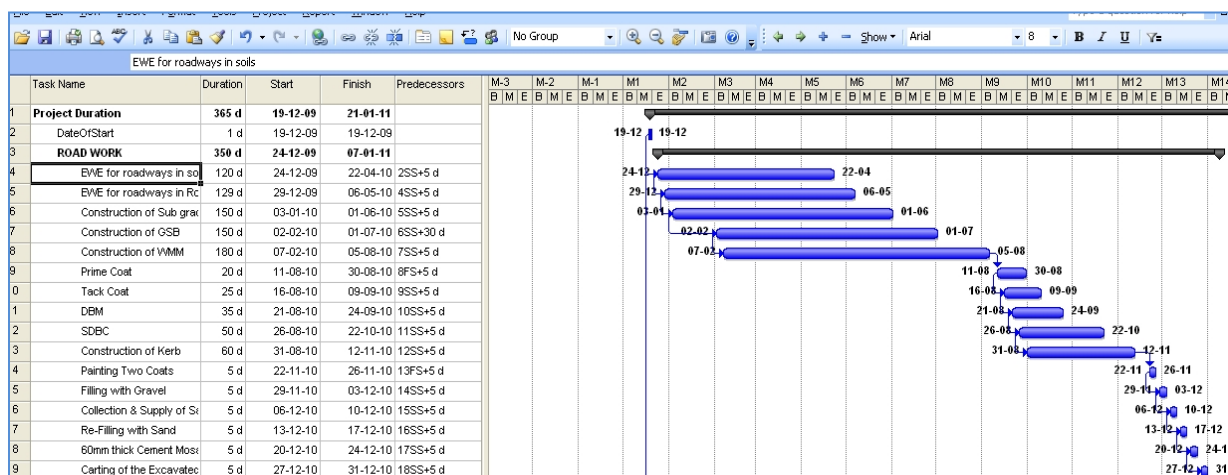 No Group Show Arial 8 B I U
EWE for roadways in soils
Task Name Duration Start Finish Predecessors M-3 M-2 M-1 M1 M2 M3 M4 M5 M6 M7 M8 M9 M10 M11 M12 M13 M14
B M E B M E B M E B M E B M E B M E B M E B M E B M E B M E B M E B M E B M E B M E B M E B M E B
1 Project Duration 365 d 19-12-09 21-01-11
2 DateOfStart 1 d 19-12-09 19-12-09 19-12 19-12
3 ROAD WORK 350 d 24-12-09 07-01-11
4 EWE for roadways in so 120 d 24-12-09 22-04-10 2SS+5 d 24-12 22-04
5 EWE for roadways in Ro 129 d 29-12-09 06-05-10 4SS+5 d 29-12 06-05
6 Construction of Sub grad 150 d 03-01-10 01-06-10 5SS+5 d 03-01 01-06
7 Construction of GSB 150 d 02-02-10 01-07-10 6SS+30 d 02-02 01-07
8 Construction of WMM 180 d 07-02-10 05-08-10 7SS+5 d 07-02 05-08
9 Prime Coat 20 d 11-08-10 30-08-10 8FS+5 d 11-08 30-08
0 Tack Coat 25 d 16-08-10 09-09-10 9SS+5 d 16-08 09-09
1 DBM 35 d 21-08-10 24-09-10 10SS+5 d 21-08 24-09
2 SDBC 50 d 26-08-10 22-10-10 11SS+5 d 26-08 22-10
3 Construction of Kerb 60 d 31-08-10 12-11-10 12SS+5 d 31-08 12-11
4 Painting Two Coats 5 d 22-11-10 26-11-10 13FS+5 d 22-11 26-11
5 Filling with Gravel 5 d 29-11-10 03-12-10 14SS+5 d 29-11 03-12
6 Collection & Supply of Sa 5 d 06-12-10 10-12-10 15SS+5 d 06-12 10-12
7 Re-Filling with Sand 5 d 13-12-10 17-12-10 16SS+5 d 13-12 17-12
8 60mm thick Cement Mosa 5 d 20-12-10 24-12-10 17SS+5 d 20-12 24-1
9 Carting of the Excavatec 5 d 27-12-10 31-12-10 18SS+5 d 27-12 31